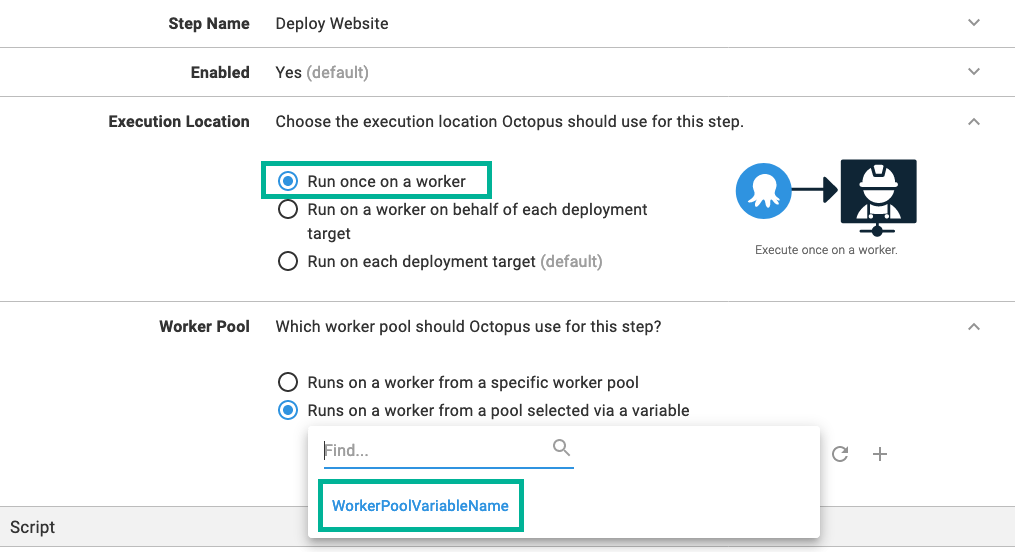 Step Name Deploy Website
Enabled Yes (default)
Execution Location Choose the execution location Octopus should use for this step.
Run once on a worker
Run on a worker on behalf of each deployment
target
Run on each deployment target (default)
Execute once on a worker.
Worker Pool Which worker pool should Octopus use for this step?
Runs on a worker from a specific worker pool
Runs on a worker from a pool selected via a variable
Find...
WorkerPoolVariableName
Script